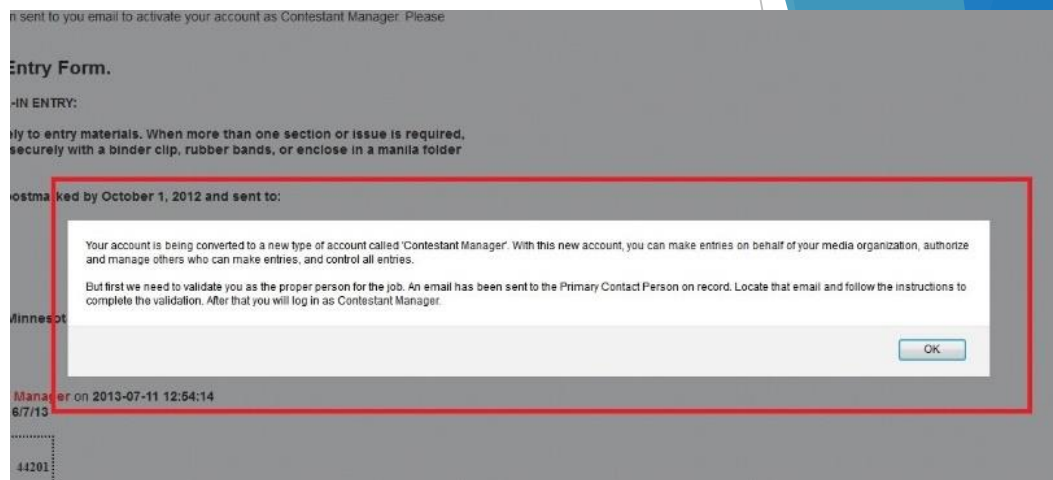 n sent to you email to activate your account as Contestant Manager. Please
Entry Form.
-IN ENTRY:
ely to entry materials. When more than one section or issue is required,
securely with a binder clip, rubber bands, or enclose in a manila folder
postmarked by October 1, 2012 and sent to:
Your account is being converted to a new type of account called 'Contestant Manager'. With this new account, you can make entries on behalf of your media organization, authorize
and manage others who can make entries, and control all entries.
But first we need to validate you as the proper person for the job. An email has been sent to the Primary Contact Person on record. Locate that email and follow the instructions to
complete the validation. After that you will log in as Contestant Manager.
Minnesot
OK
Manager on 2013-07-11 12:54:14
6/7/13
44201